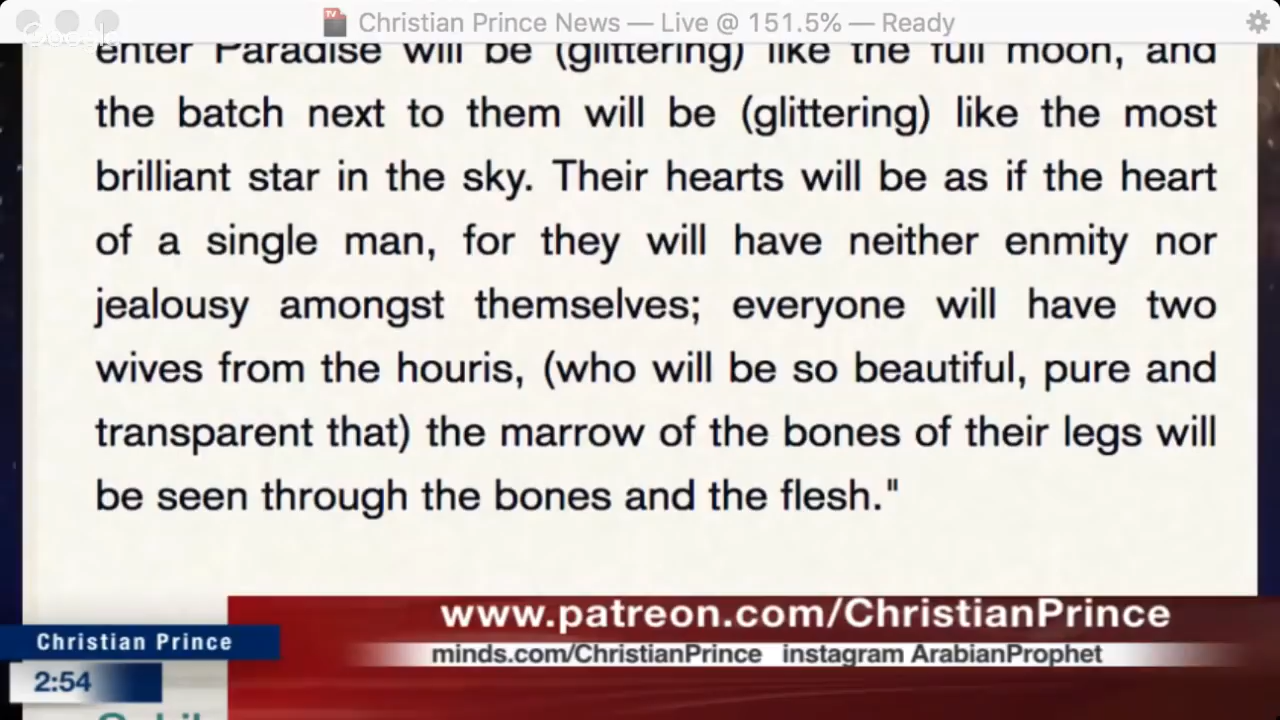 Christian Prince News — Live @ 151.5% — Ready
Google
enter Paradise will be (glittering) like the full moon, and
the batch next to them will be (glittering) like the most
brilliant star in the sky. Their hearts will be as if the heart
of a single man, for they will have neither enmity nor
jealousy amongst themselves; everyone will have two
wives from the houris, (who will be so beautiful, pure and
transparent that) the marrow of the bones of their legs will
be seen through the bones and the flesh."
www.patreon.com/ChristianPrince
Christian Prince
minds.com/ChristianPrince instagram ArabianProphet
2:54